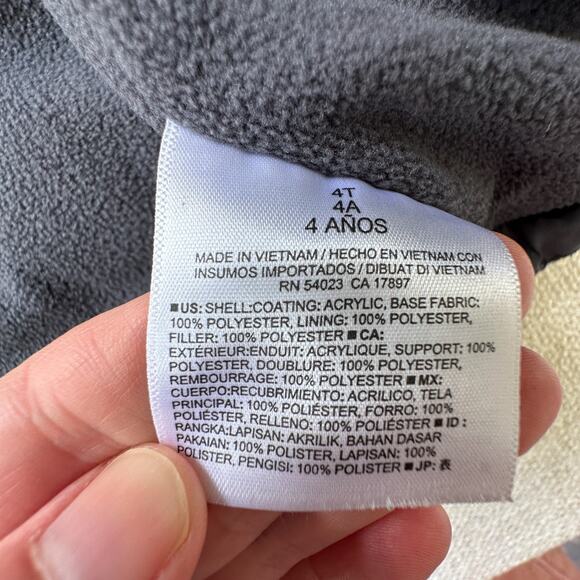 4T
4A
4 AÑOS
MADE IN VIETNAM / HECHO EN VIETNAM CON
INSUMOS IMPORTADOS / DIBUAT DI VIETNAM
RN 54023 CA 17897
■US: SHELL:COATING: ACRYLIC, BASE FABRIC:
100% POLYESTER, LINING: 100% POLYESTER,
FILLER: 100% POLYESTER ■CA:
EXTÉRIEUR:ENDUIT: ACRYLIQUE, SUPPORT: 100%
POLYESTER, DOUBLURE: 100% POLYESTER,
REMBOURRAGE: 100% POLYESTER ■MX:
CUERPO:RECUBRIMIENTO: ACRILICO, TELA
PRINCIPAL: 100% POLIÉSTER, FORRO: 100%
POLIÉSTER, RELLENO: 100% POLIÉSTER ■ID:
RANGKA:LAPISAN: AKRILIK, BAHAN DASAR
PAKAIAN: 100% POLISTER, LAPISAN: 100%
POLISTER, PENGISI: 100% POLISTER ■JP: 表